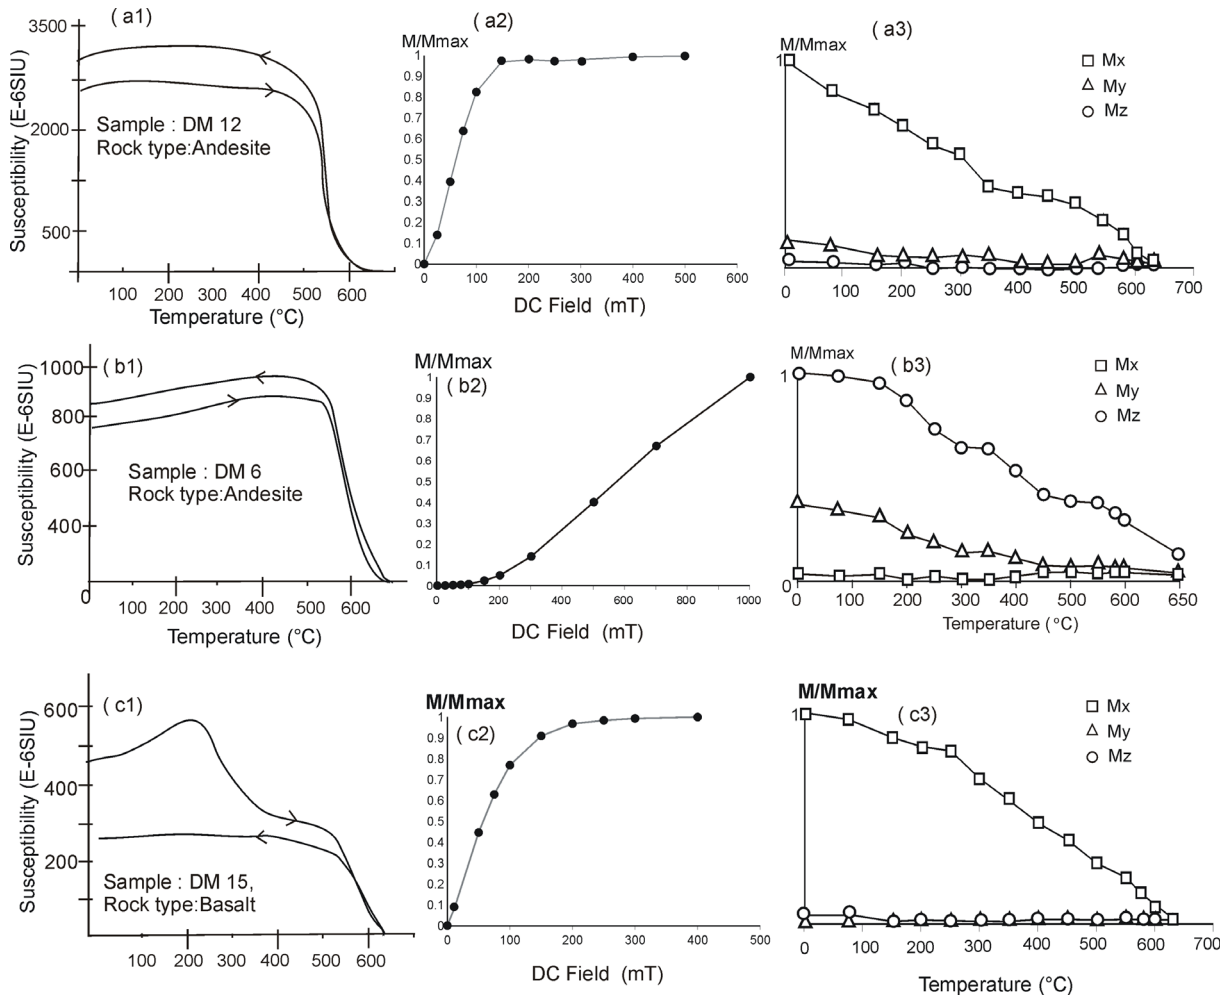 ( a1)
3500
2000
500
Susceptibility (E-6SIU)
Sample : DM 12
Rock type:Andesite
100 200 300 400 500 600
Temperature (°C)
( a2)
M/Mmax
1
0.9
0.8
0.7
0.6
0.5
0.4
0.3
0.2
0.1
0
0 100 200 300 400 500 600
DC Field (mT)
( a3)
M/Mmax
1
Mx
My
Mz
0 100 200 300 400 500 600 700
( b1)
1000
800
600
400
0
Susceptibility (E-6SIU)
Sample : DM 6
Rock type:Andesite
200 400 600
Temperature (°C)
M/Mmax
( b2)
1
0.9
0.8
0.7
0.6
0.5
0.4
0.3
0.2
0.1
0
0 200 400 600 800 1000
DC Field (mT)
M/Mmax
( b3)
1
0
Mx
My
Mz
0 100 200 300 400 500 600 650
Temperature (°C)
( c1)
600
400
200
Susceptibility (E-6SIU)
Sample : DM 15,
Rock type:Basalt
100 200 300 400 500 600
Temperature (°C)
M/Mmax
( c2)
1
0.9
0.8
0.7
0.6
0.5
0.4
0.3
0.2
0.1
0
0 100 200 300 400 500
DC Field (mT)
M/Mmax
( c3)
1
Mx
My
Mz
0 100 200 300 400 500 600 700
Temperature (°C)